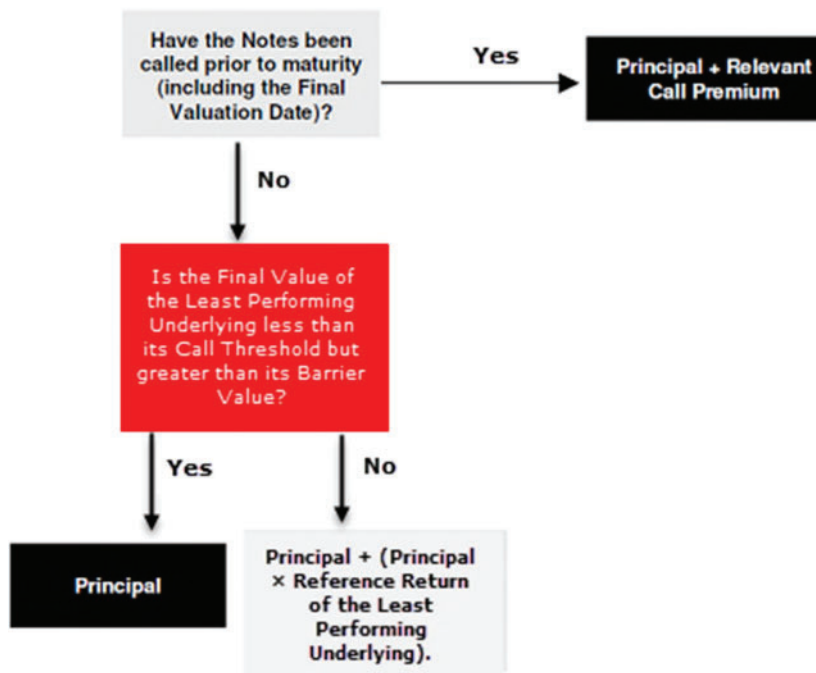 Have the Notes been
called prior to maturity
(including the Final
Valuation Date)?
Yes
Principal + Relevant
Call Premium
No
Is the Final Value of
the Least Performing
Underlying less than
its Call Threshold but
greater than its Barrier
Value?
Yes
No
Principal
Principal + (Principal
× Reference Return
of the Least
Performing
Underlying).